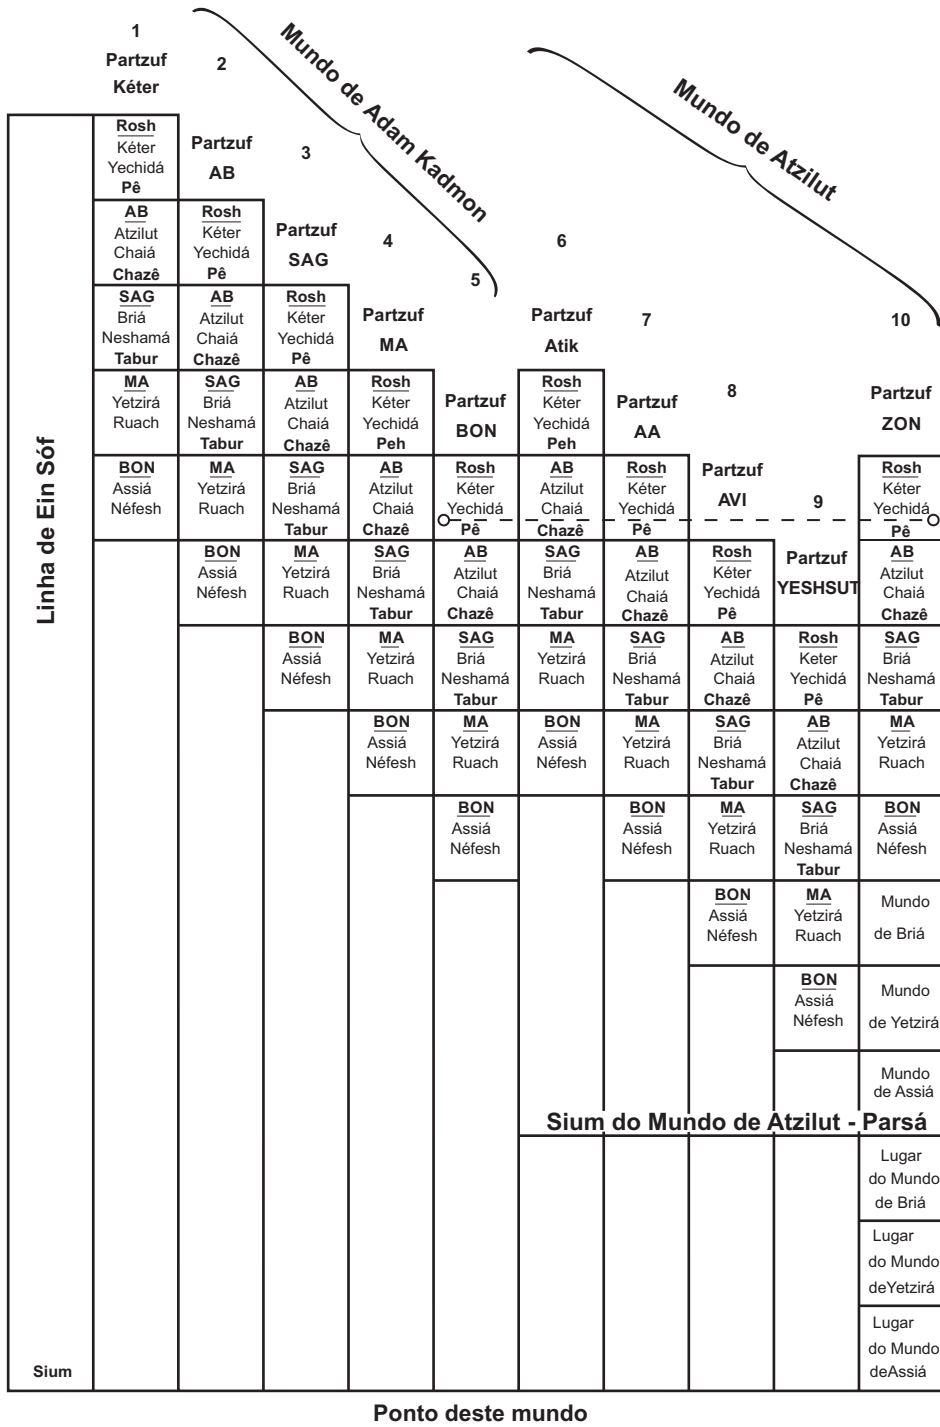 1
Partzuf
Kéter
2
Partzuf
AB
3
Partzuf
SAG
4
Partzuf
MA
5
Partzuf
BON
6
Partzuf
Atik
7
Partzuf
AA
8
Partzuf
AVI
9
Partzuf
YESHSUT
10
Partzuf
ZON
Mundo de Adam Kadmon
Mundo de Atzilut
Linha de Ein Sóf
Sium
Rosh
Kéter
Yechidá
Pê
AB
Atzilut
Chaiá
Chazê
SAG
Briá
Neshamá
Tabur
MA
Yetzirá
Ruach
BON
Assiá
Néfesh
Rosh
Kéter
Yechidá
Pê
AB
Atzilut
Chaiá
Chazê
SAG
Briá
Neshamá
Tabur
MA
Yetzirá
Ruach
BON
Assiá
Néfesh
Rosh
Kéter
Yechidá
Pê
AB
Atzilut
Chaiá
Chazê
SAG
Briá
Neshamá
Tabur
MA
Yetzirá
Ruach
BON
Assiá
Néfesh
Rosh
Kéter
Yechidá
Peh
AB
Atzilut
Chaiá
Chazê
SAG
Briá
Neshamá
Tabur
MA
Yetzirá
Ruach
BON
Assiá
Néfesh
Rosh
Kéter
Yechidá
Pê
AB
Atzilut
Chaiá
Chazê
SAG
Briá
Neshamá
Tabur
MA
Yetzirá
Ruach
BON
Assiá
Néfesh
Rosh
Kéter
Yechidá
Peh
AB
Atzilut
Chaiá
Chazê
SAG
Briá
Neshamá
Tabur
MA
Yetzirá
Ruach
BON
Assiá
Néfesh
Rosh
Kéter
Yechidá
Pê
AB
Atzilut
Chaiá
Chazê
SAG
Briá
Neshamá
Tabur
MA
Yetzirá
Ruach
BON
Assiá
Néfesh
Rosh
Kéter
Yechidá
Pê
AB
Atzilut
Chaiá
Chazê
SAG
Briá
Neshamá
Tabur
MA
Yetzirá
Ruach
BON
Assiá
Néfesh
Rosh
Keter
Yechidá
Pê
AB
Atzilut
Chaiá
Chazê
SAG
Briá
Neshamá
Tabur
MA
Yetzirá
Ruach
BON
Assiá
Néfesh
Rosh
Kéter
Yechidá
Pê
AB
Atzilut
Chaiá
Chazê
SAG
Briá
Neshamá
Tabur
MA
Yetzirá
Ruach
BON
Assiá
Néfesh
Mundo
de Briá
Mundo
de Yetzirá
Mundo
de Assiá
Sium do Mundo de Atzilut - Parsá
Lugar
do Mundo
de Briá
Lugar
do Mundo
deYetzirá
Lugar
do Mundo
deAssiá
Ponto deste mundo